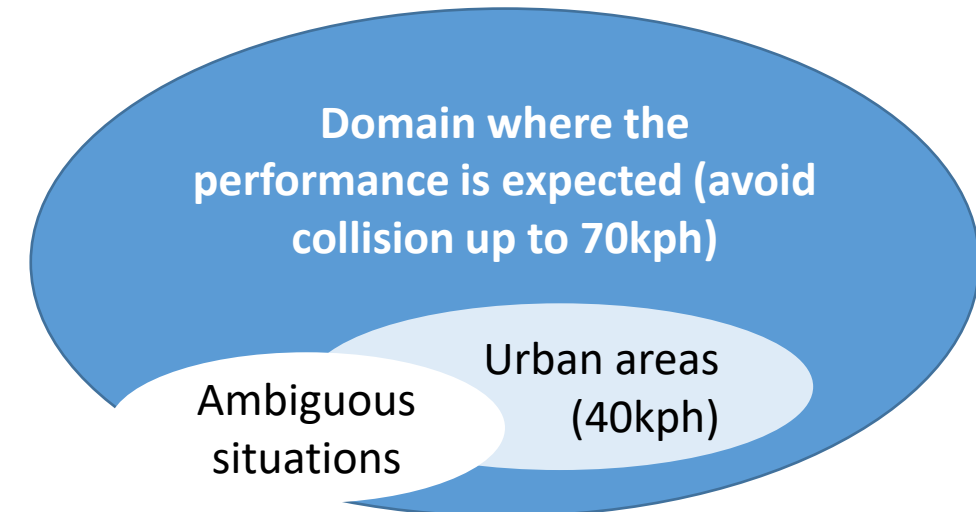 Domain where the
performance is expected (avoid
collision up to 70kph)
Urban areas
(40kph)
Ambiguous
situations